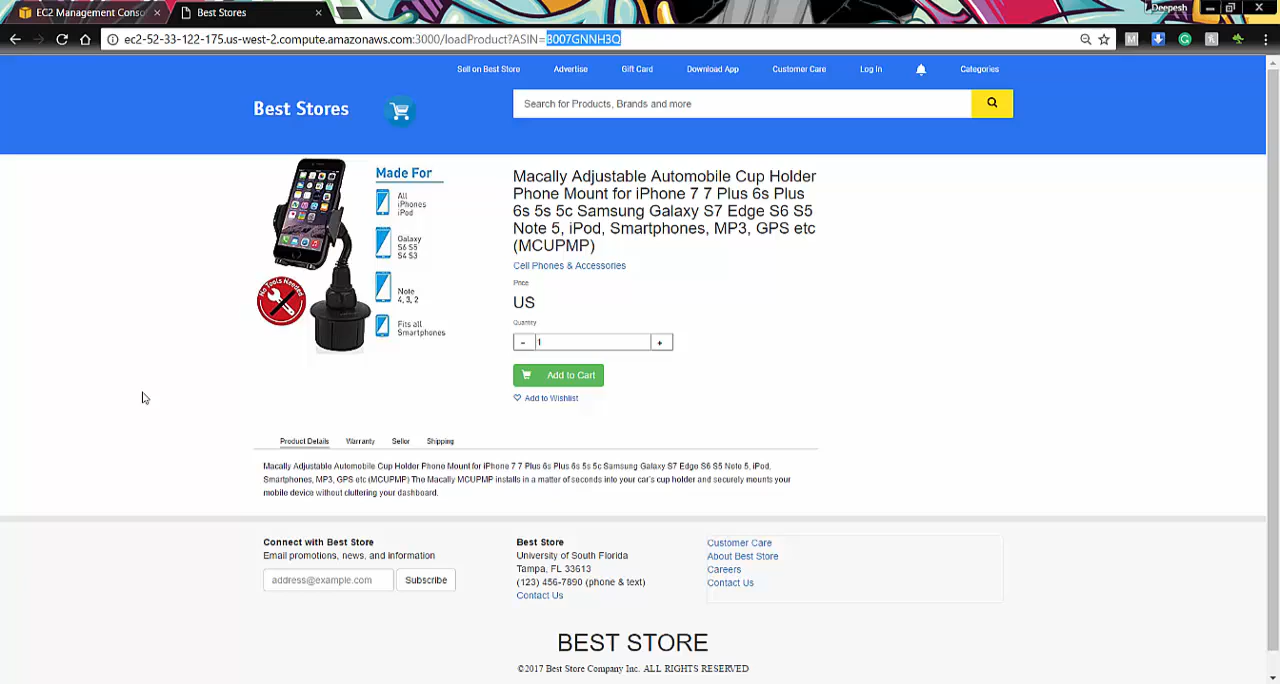 EC2 Management Conso
Best Stores
Deepesh
ec2-52-33-122-175.us-west-2.compute.amazonaws.com:3000/loadProduct?ASIN=B007GNNH3Q
Sell on Best Store
Advertise
Gift Card
Download App
Customer Care
Log In
Categories
Best Stores
Search for Products, Brands and more
Made For
All
iPhones
iPod
Galaxy
S6 S5
S4 S3
Note
4, 3, 2
Fits all
Smartphones
No Tools Needed
Macally Adjustable Automobile Cup Holder
Phone Mount for iPhone 7 7 Plus 6s Plus
6s 5s 5c Samsung Galaxy S7 Edge S6 S5
Note 5, iPod, Smartphones, MP3, GPS etc
(MCUPMP)
Cell Phones & Accessories
Price
US
Quantity
- 1 +
Add to Cart
Add to Wishlist
Product Details
Warranty
Seller
Shipping
Macally Adjustable Automobile Cup Holder Phone Mount for iPhone 7 7 Plus 6s Plus 6s 5s 5c Samsung Galaxy S7 Edge S6 S5 Note 5, iPod,
Smartphones, MP3, GPS etc (MCUPMP) The Macally MCUPMP installs in a matter of seconds into your car's cup holder and securely mounts your
mobile device without cluttering your dashboard.
Connect with Best Store
Email promotions, news, and information
address@example.com
Subscribe
Best Store
University of South Florida
Tampa, FL 33613
(123) 456-7890 (phone & text)
Contact Us
Customer Care
About Best Store
Careers
Contact Us
BEST STORE
©2017 Best Store Company Inc. ALL RIGHTS RESERVED